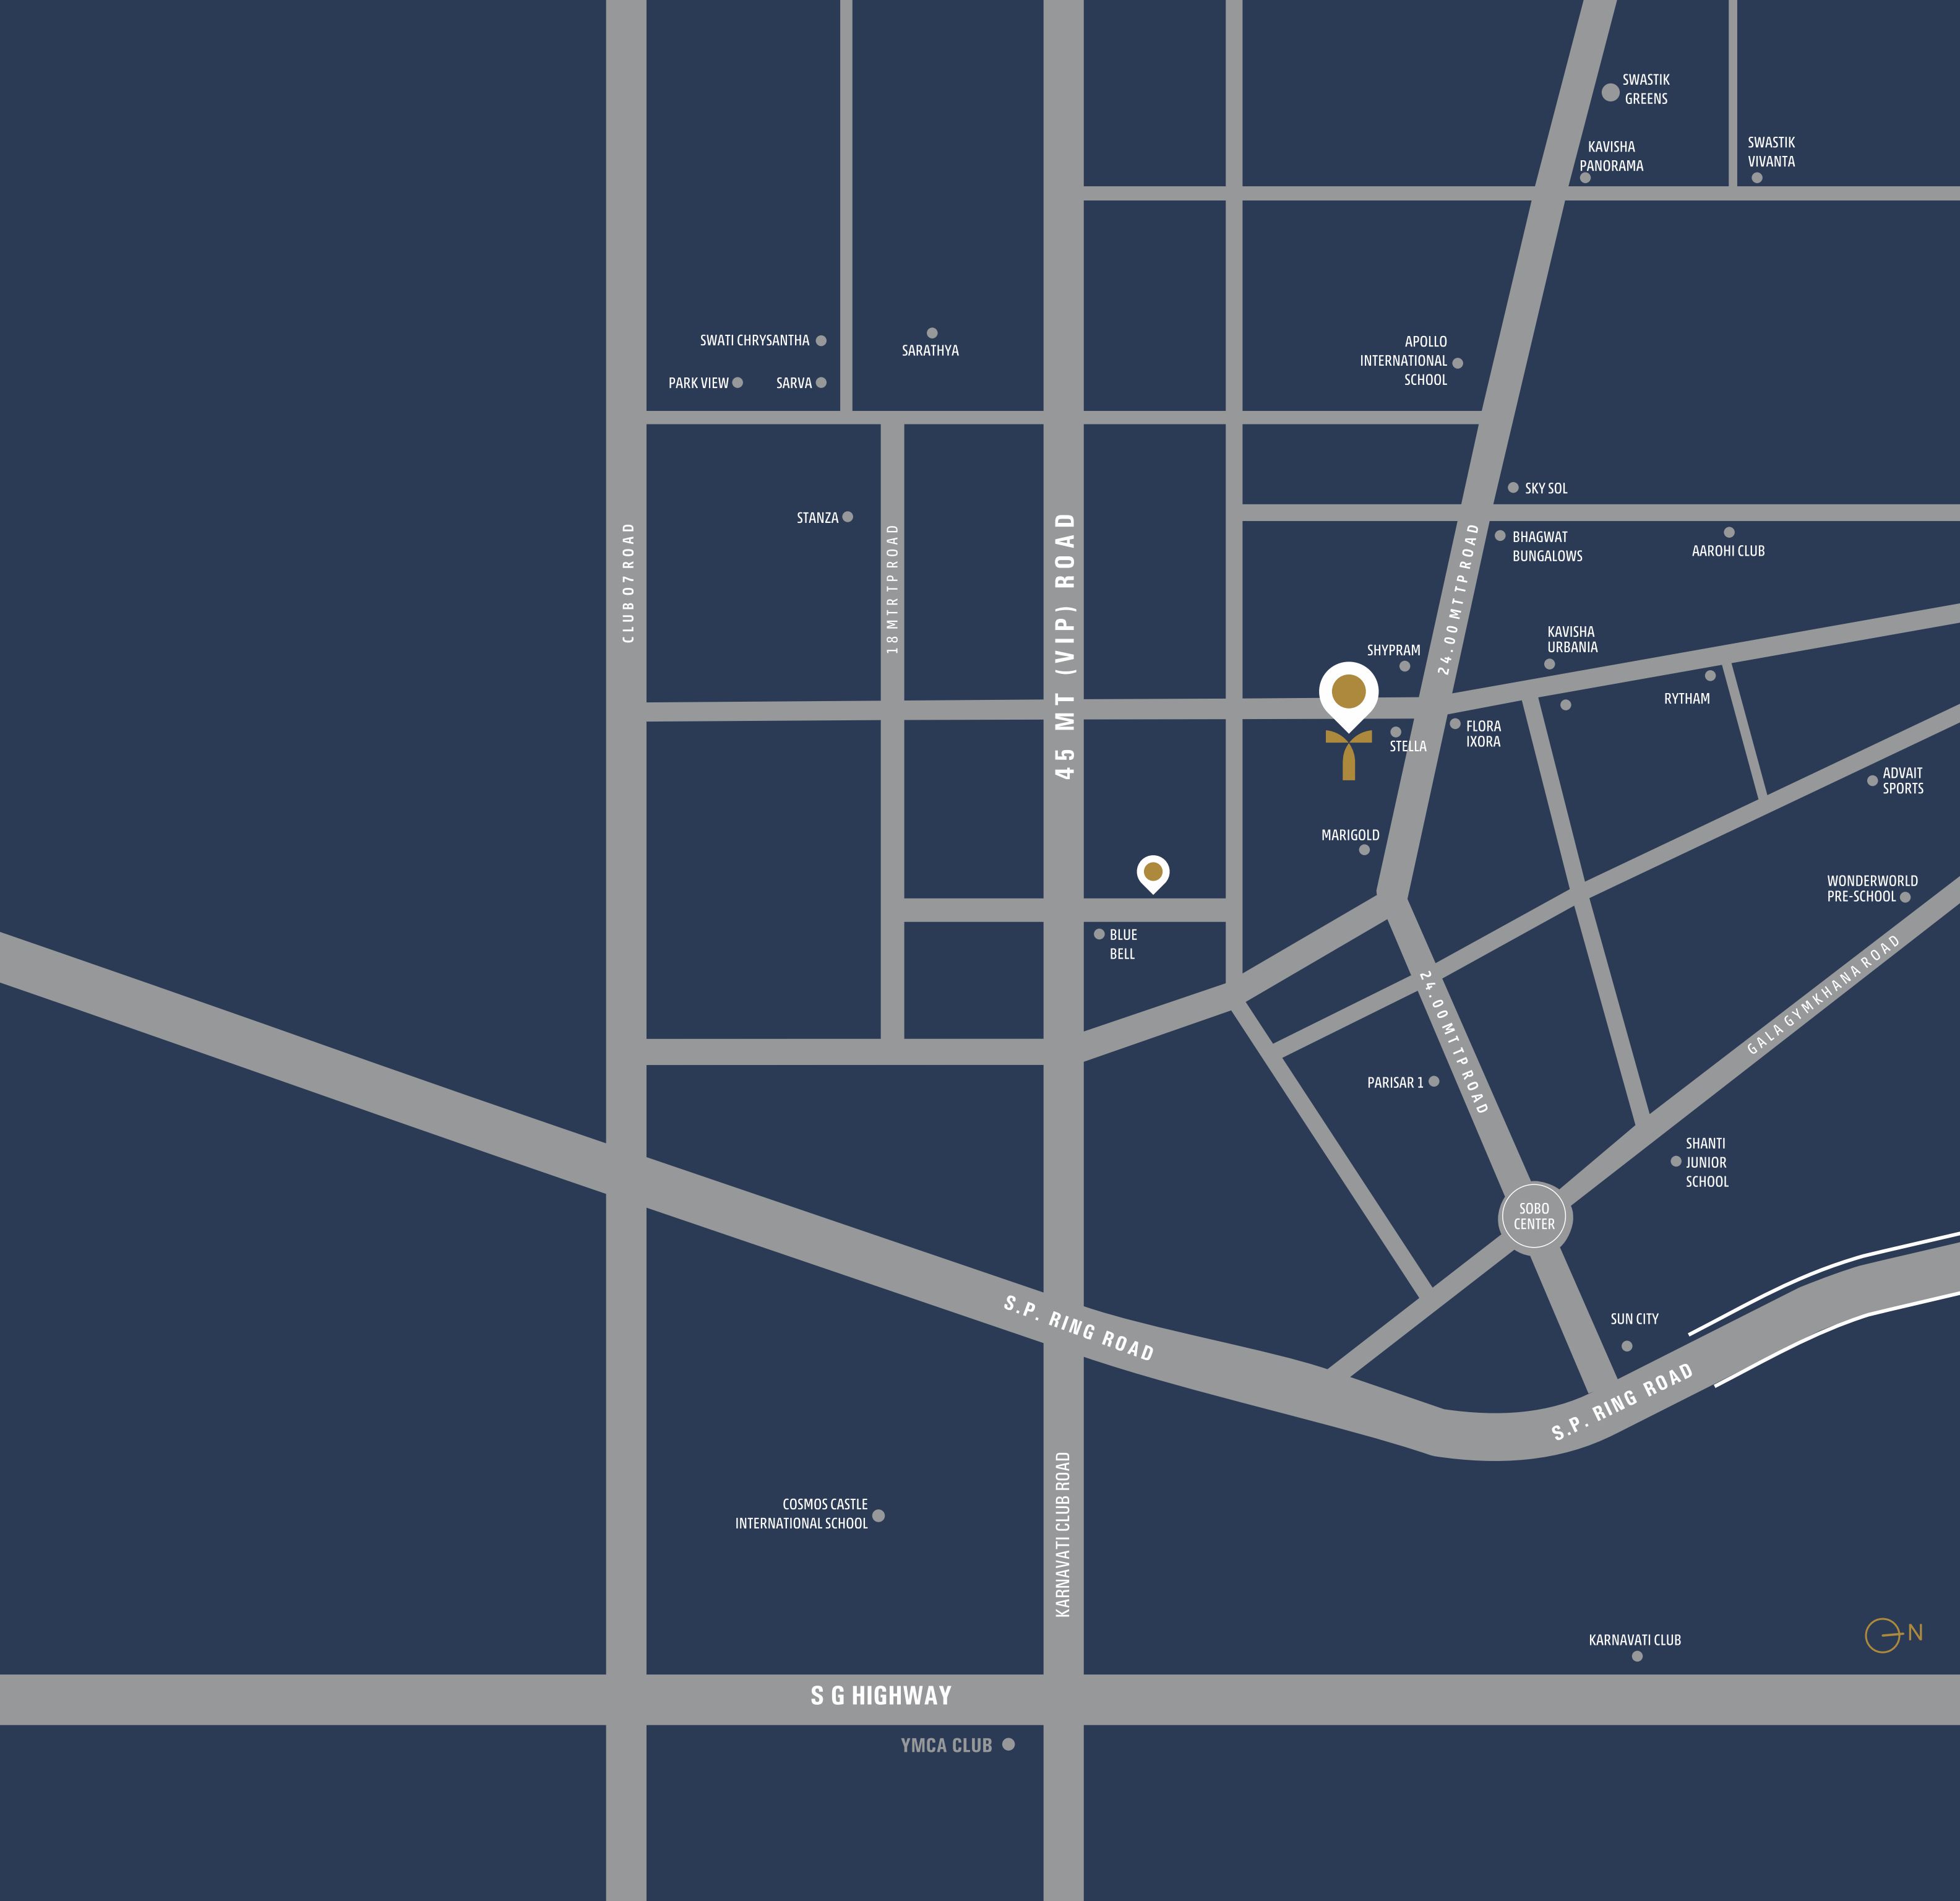 SWASTIK
GREENS
KAVISHA
PANORAMA
SWASTIK
VIVANTA
SWATI CHRYSANTHA
SARATHYA
PARK VIEW
SARVA
APOLLO
INTERNATIONAL
SCHOOL
SKY SOL
STANZA
BHAGWAT
BUNGALOWS
AAROHI CLUB
CLUB O7 ROAD
18 MTR TP ROAD
45 MT (VIP) ROAD
24.00 MT TP ROAD
SHYPRAM
KAVISHA
URBANIA
RYTHAM
FLORA
IXORA
STELLA
ADVAIT
SPORTS
MARIGOLD
WONDERWORLD
PRE-SCHOOL
BLUE
BELL
GALA GYMKHANA ROAD
24.00 MT TP ROAD
PARISAR 1
SHANTI
JUNIOR
SCHOOL
SOBO
CENTER
S.P. RING ROAD
SUN CITY
S.P. RING ROAD
KARNAVATI CLUB ROAD
COSMOS CASTLE
INTERNATIONAL SCHOOL
KARNAVATI CLUB
N
S G HIGHWAY
YMCA CLUB